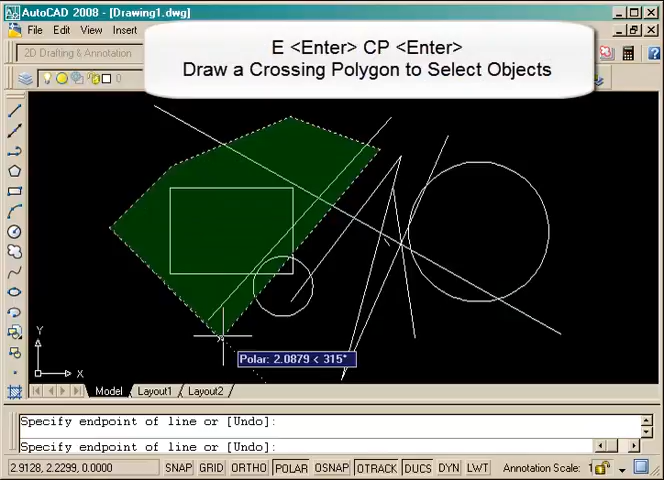 AutoCAD 2008 - [Drawing1.dwg]
File Edit View Insert
E <Enter> CP <Enter>
Draw a Crossing Polygon to Select Objects
2D Drafting & Annotation
0
Polar: 2.0879 < 315°
Y
X
Model Layout1 Layout2
Specify endpoint of line or [Undo]:
Specify endpoint of line or [Undo]:
2.9128, 2.2299, 0.0000 SNAP GRID ORTHO POLAR OSNAP OTRACK DUCS DYN LWT Annotation Scale: